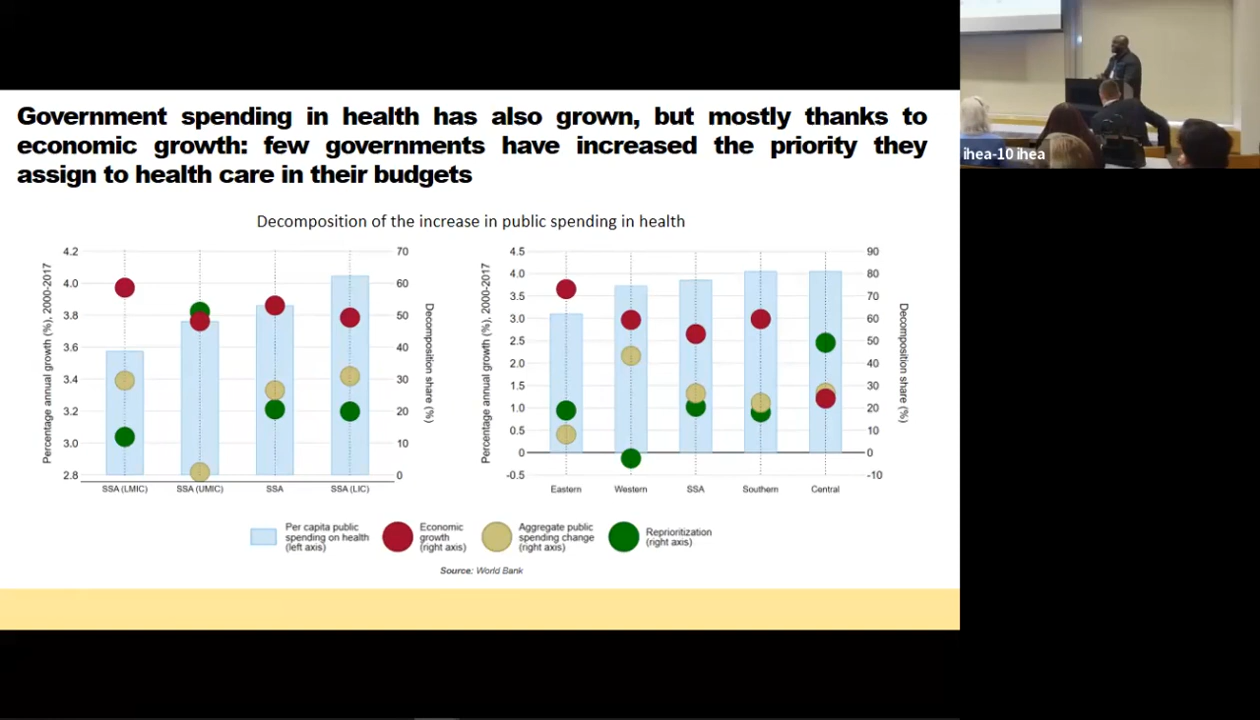 Government spending in health has also grown, but mostly thanks to
economic growth: few governments have increased the priority they
assign to health care in their budgets
ihea-10 ihea
Decomposition of the increase in public spending in health
Percentage annual growth (%), 2000-2017
4.2
4.0
3.8
3.6
3.4
3.2
3.0
2.8
70
60
50
40
30
20
10
0
Decomposition share (%)
SSA (LMIC)
SSA (UMIC)
SSA
SSA (LIC)
Percentage annual growth (%), 2000-2017
4.5
4.0
3.5
3.0
2.5
2.0
1.5
1.0
0.5
0
-0.5
90
80
70
60
50
40
30
20
10
0
-10
Decomposition share (%)
Eastern
Western
SSA
Southern
Central
Per capita public
spending on health
(left axis)
Economic
growth
(right axis)
Aggregate public
spending change
(right axis)
Reprioritization
(right axis)
Source: World Bank